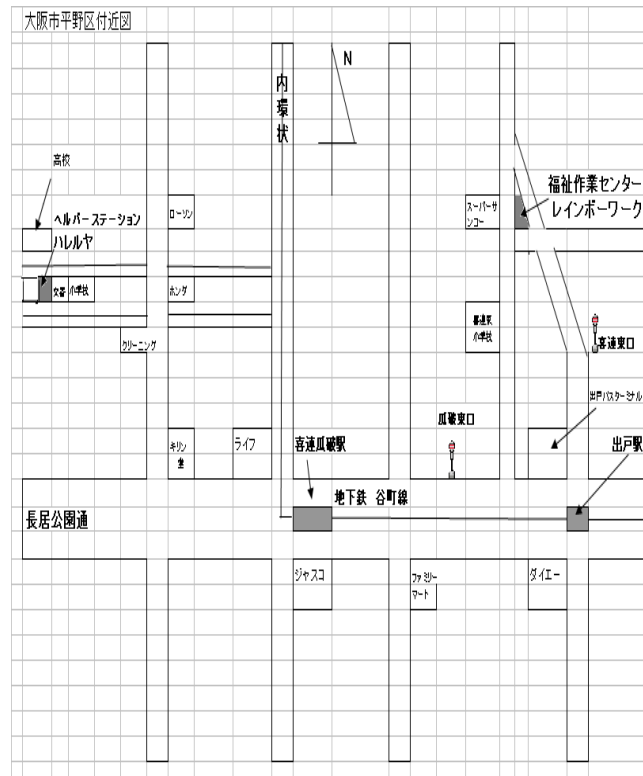 大阪市平野区付近図
N
内環状
高校
ヘルパーステーション
ハレルヤ
ローソン
スーパーサンコー
福祉作業センター
レインボーワーク
交番
小学校
ホンダ
クリーニング
喜連東小学校
喜連東口
出戸バスターミナル
キリン堂
ライフ
喜連瓜破駅
瓜破東口
出戸駅
地下鉄 谷町線
長居公園通
ジャスコ
ファミリーマート
ダイエー